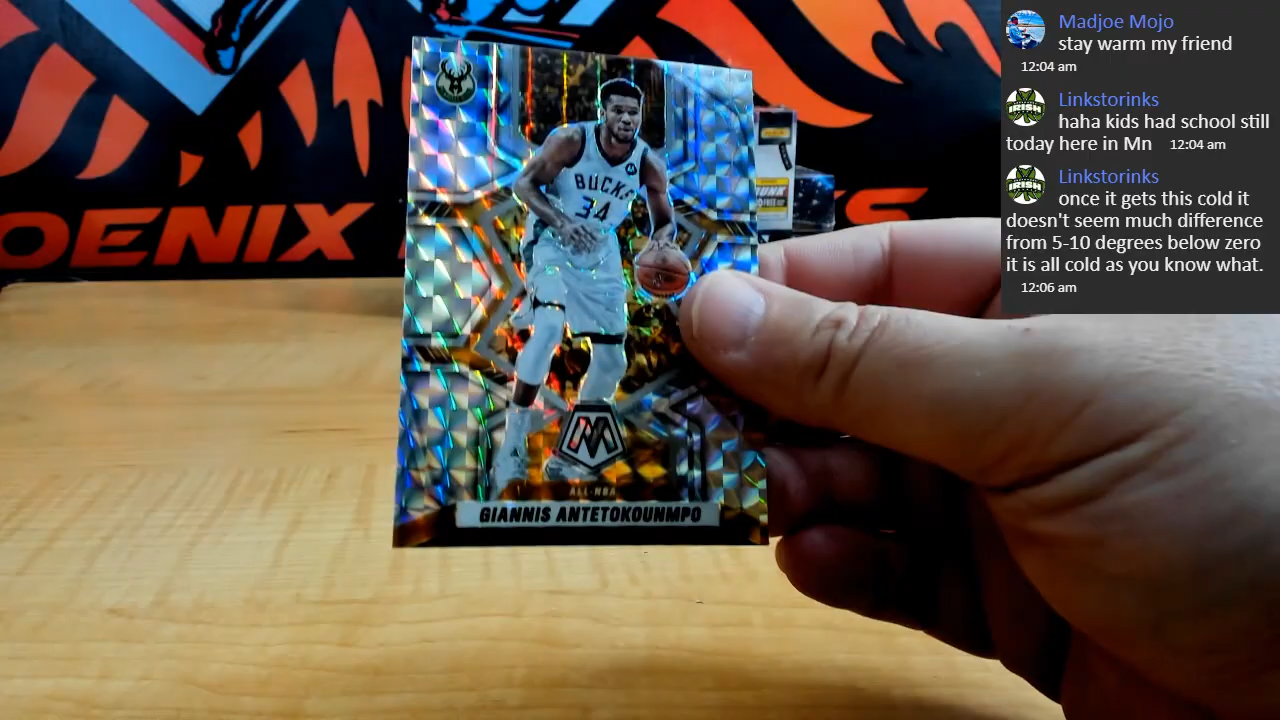 Madjoe Mojo
stay warm my friend
12:04 am
Linkstorinks
haha kids had school still
today here in Mn 12:04 am
Linkstorinks
once it gets this cold it
doesn't seem much difference
from 5-10 degrees below zero
it is all cold as you know what.
12:06 am
IRISH
IRISH
BUCKS
34
OENIX
KS
M
ALL-NBA
GIANNIS ANTETOKOUNMPO